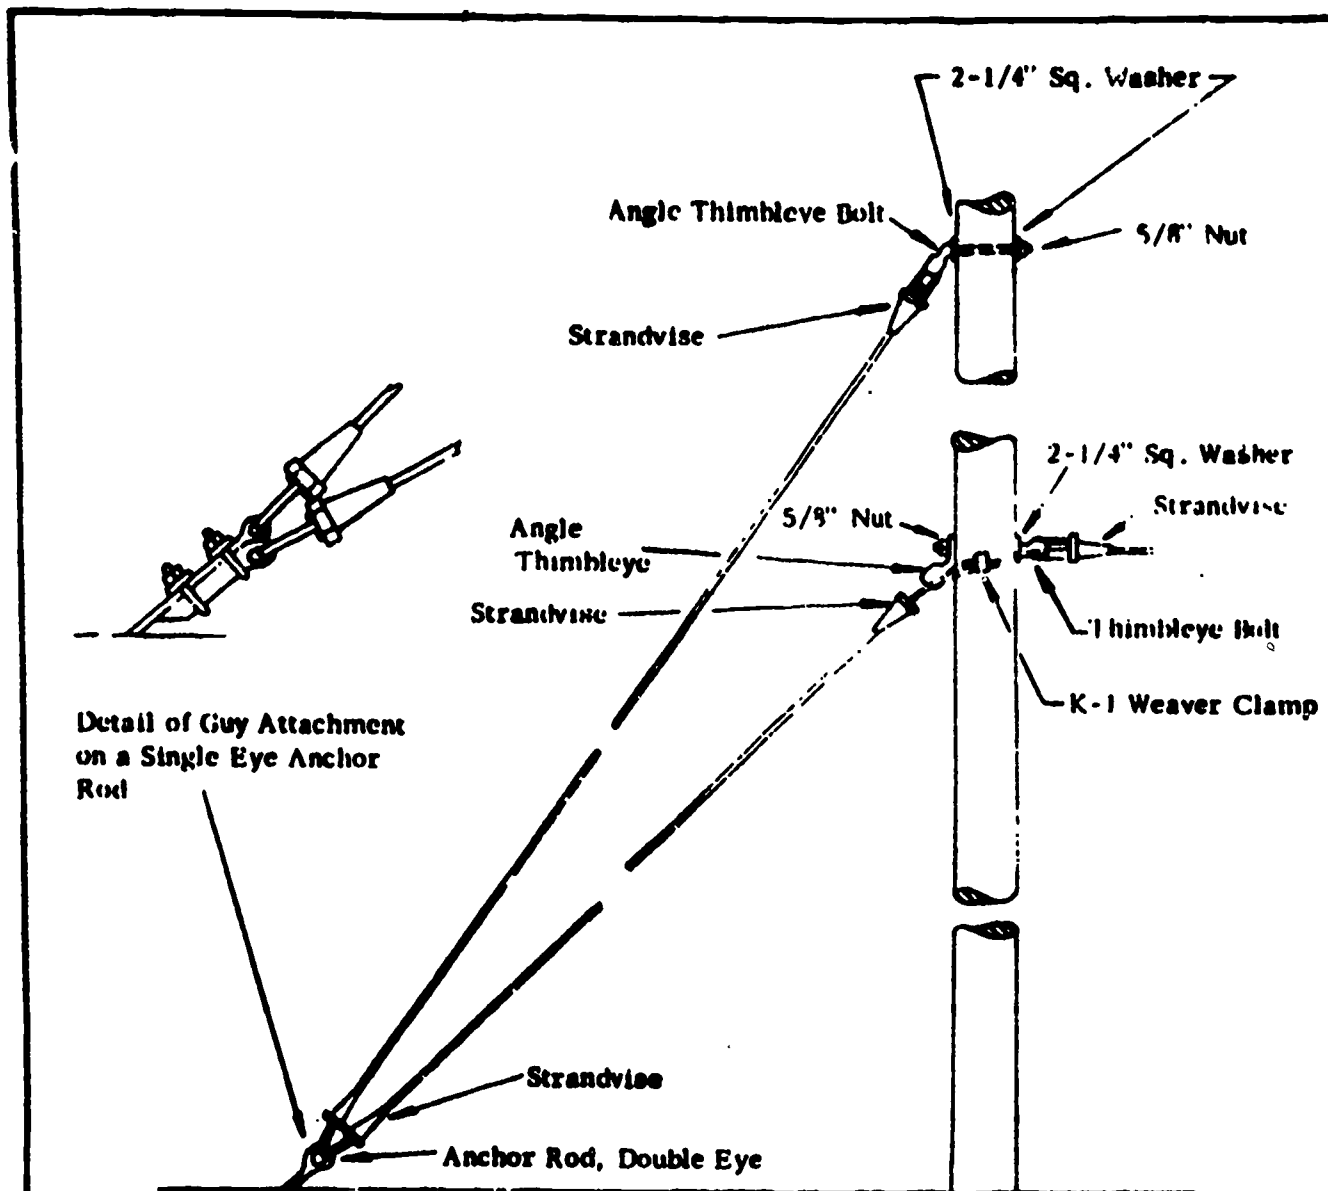 2-1/4" Sq. Washer
Angle Thimbleye Bolt
5/8" Nut
Strandvise
2-1/4" Sq. Washer
Strandvise
5/8" Nut
Angle
Thimbleye
Strandvise
Thimbleye Bolt
K-1 Weaver Clamp
Detail of Guy Attachment
on a Single Eye Anchor
Rod
Strandvise
Anchor Rod, Double Eye